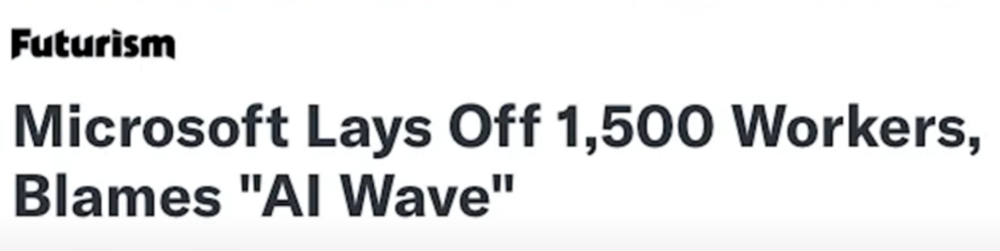 Futurism
Microsoft Lays Off 1,500 Workers,
Blames "AI Wave"